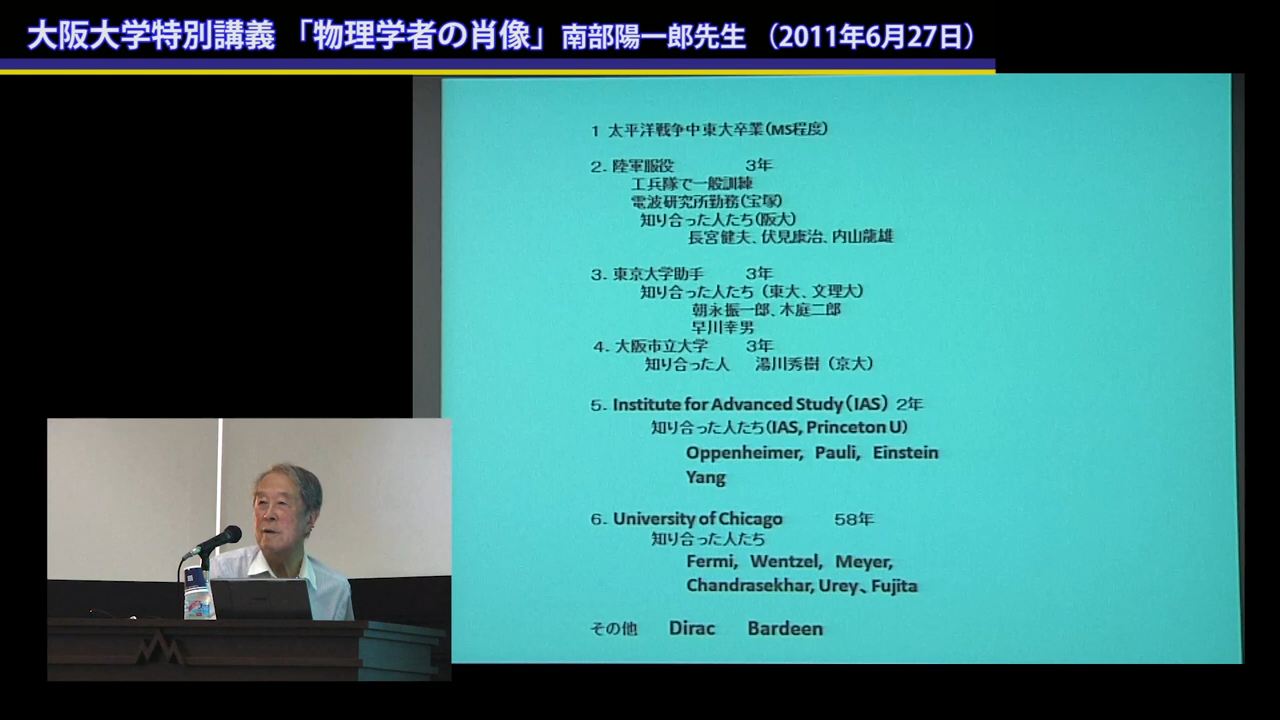 大阪大学特別講義 「物理学者の肖像」 南部陽一郎先生 （2011年6月27日）
1 太平洋戦争中東大卒業(MS程度)
2. 陸軍服役 3年
工兵隊で一般訓練
電波研究所勤務(宝塚)
知り合った人たち(阪大)
長宮健夫、伏見康治、内山龍雄
3. 東京大学助手 3年
知り合った人たち (東大、文理大)
朝永振一郎、木庭二郎
早川幸男
4. 大阪市立大学 3年
知り合った人 湯川秀樹 (京大)
5. Institute for Advanced Study (IAS) 2年
知り合った人たち(IAS, Princeton U)
Oppenheimer, Pauli, Einstein
Yang
6. University of Chicago 58年
知り合った人たち
Fermi, Wentzel, Meyer,
Chandrasekhar, Urey、Fujita
その他 Dirac Bardeen